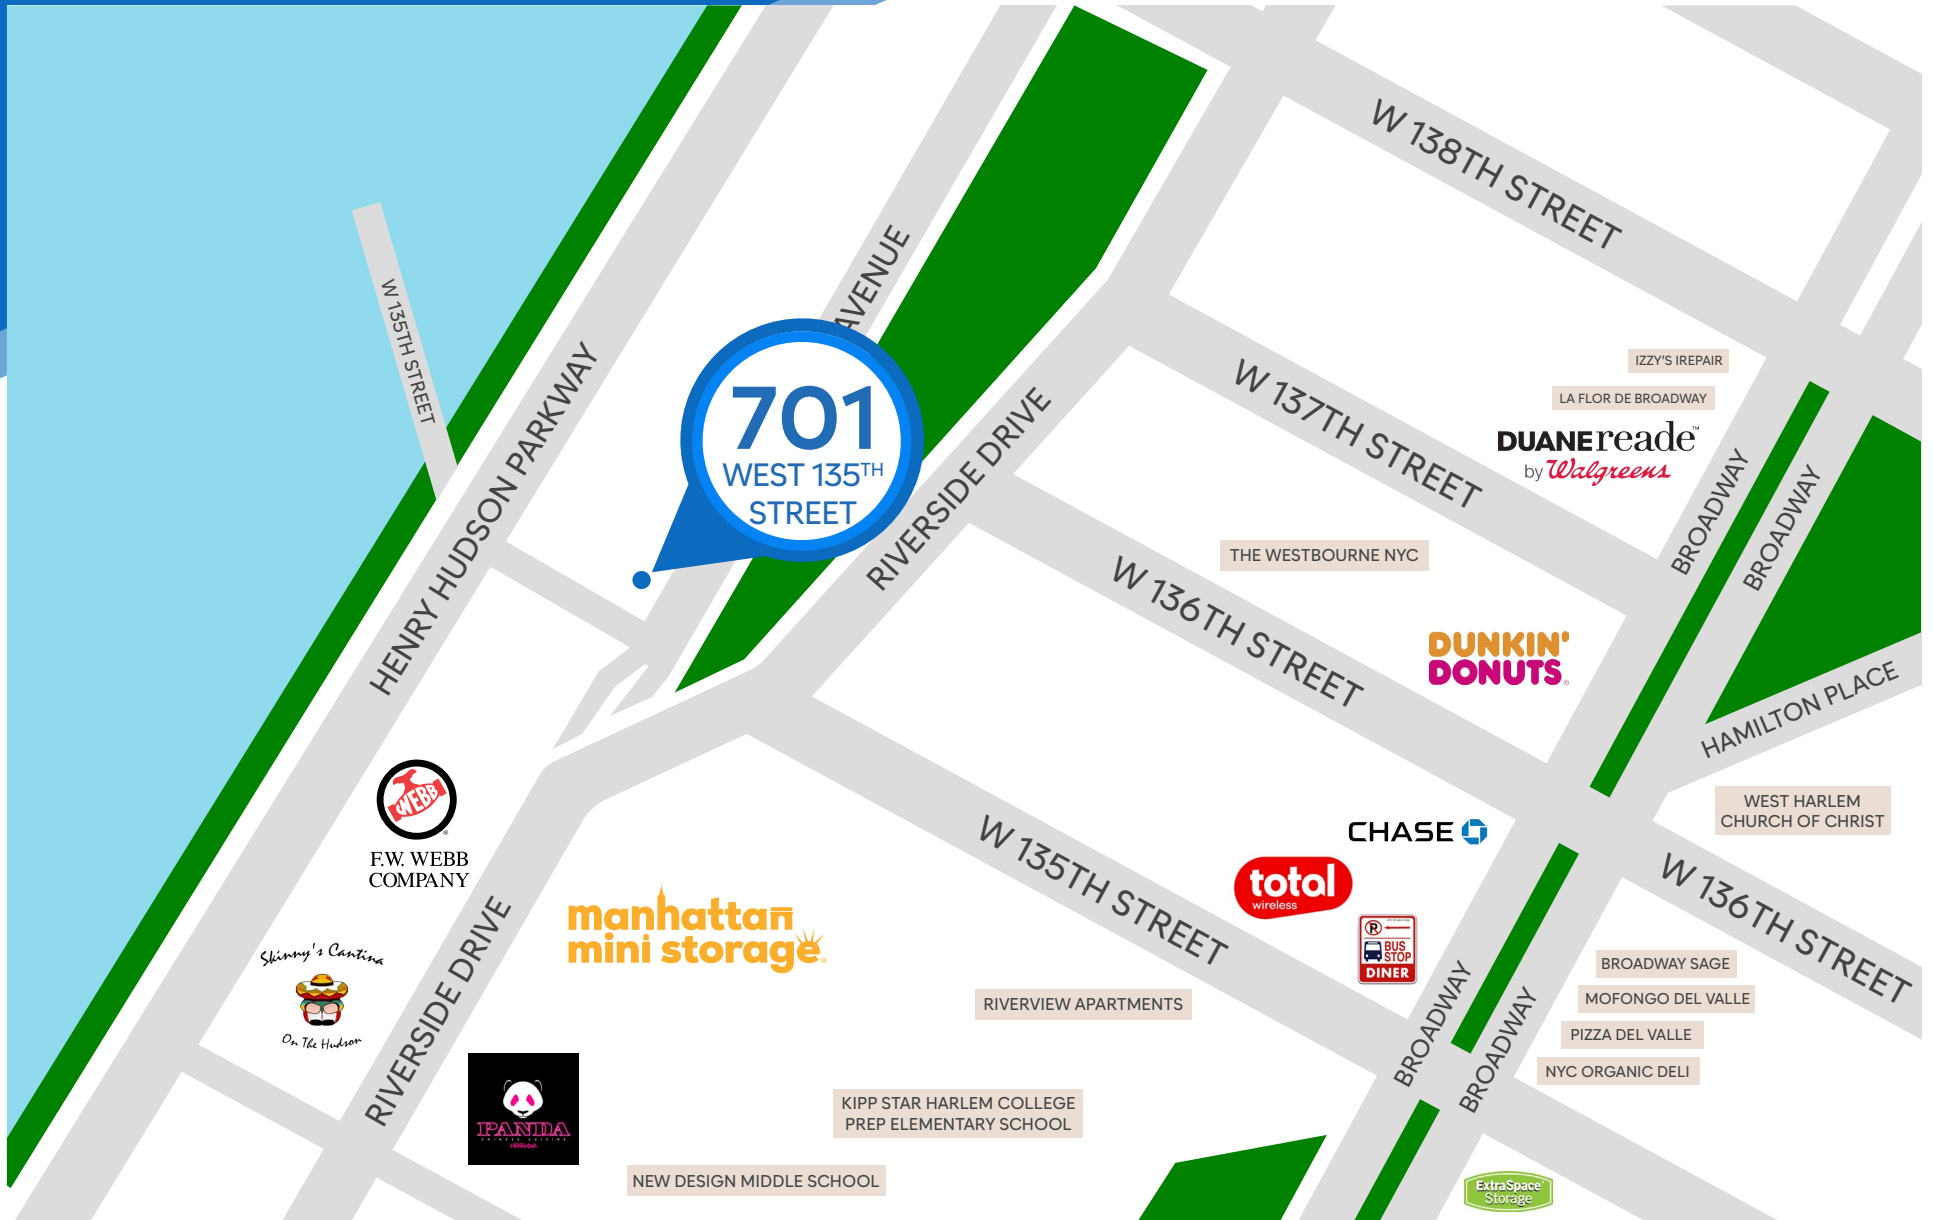 W 138TH STREET
W 135TH STREET
AVENUE
HENRY HUDSON PARKWAY
701
WEST 135TH
STREET
RIVERSIDE DRIVE
W 137TH STREET
IZZY'S IREPAIR
LA FLOR DE BROADWAY
DUANEreade™
by Walgreens
BROADWAY
BROADWAY
THE WESTBOURNE NYC
W 136TH STREET
DUNKIN'
DONUTS®
HAMILTON PLACE
WEST HARLEM
CHURCH OF CHRIST
WEBB
®
F.W. WEBB
COMPANY
W 135TH STREET
CHASE
total
wireless
P
BUS
STOP
DINER
W 136TH STREET
manhattan
mini storage®
Skinny's Cantina
On The Hudson
RIVERSIDE DRIVE
RIVERVIEW APARTMENTS
BROADWAY
BROADWAY
BROADWAY SAGE
MOFONGO DEL VALLE
PIZZA DEL VALLE
NYC ORGANIC DELI
PANDA
CHINESE CUISINE
KIPP STAR HARLEM COLLEGE
PREP ELEMENTARY SCHOOL
NEW DESIGN MIDDLE SCHOOL
ExtraSpace
Storage